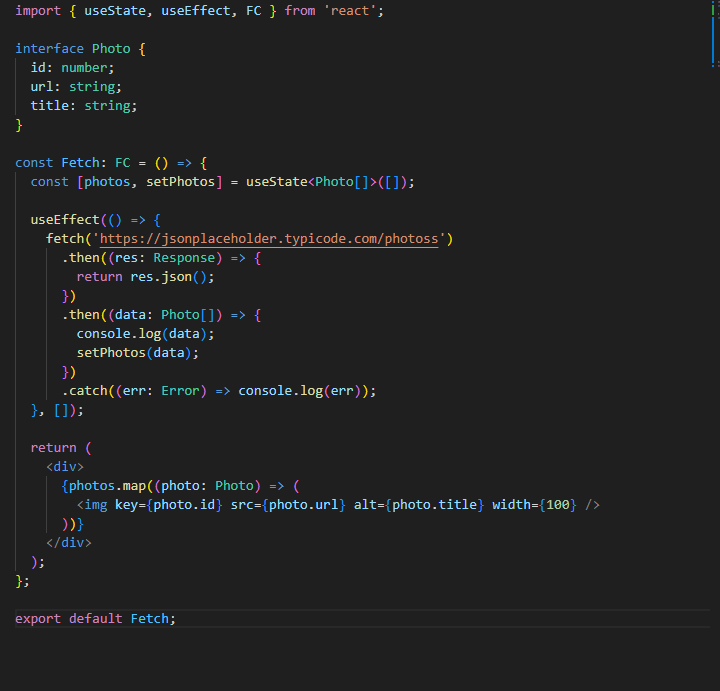 import { useState, useEffect, FC } from 'react';
interface Photo {
id: number;
url: string;
title: string;
}
const Fetch: FC = () => {
const [photos, setPhotos] = useState<Photo[]>([]);
useEffect(() => {
fetch('https://jsonplaceholder.typicode.com/photoss')
.then((res: Response) => {
return res.json();
})
.then((data: Photo[]) => {
console.log(data);
setPhotos(data);
})
.catch((err: Error) => console.log(err));
}, []);
return (
<div>
{photos.map((photo: Photo) => (
<img key={photo.id} src={photo.url} alt={photo.title} width={100} />
))}
</div>
);
};
export default Fetch;